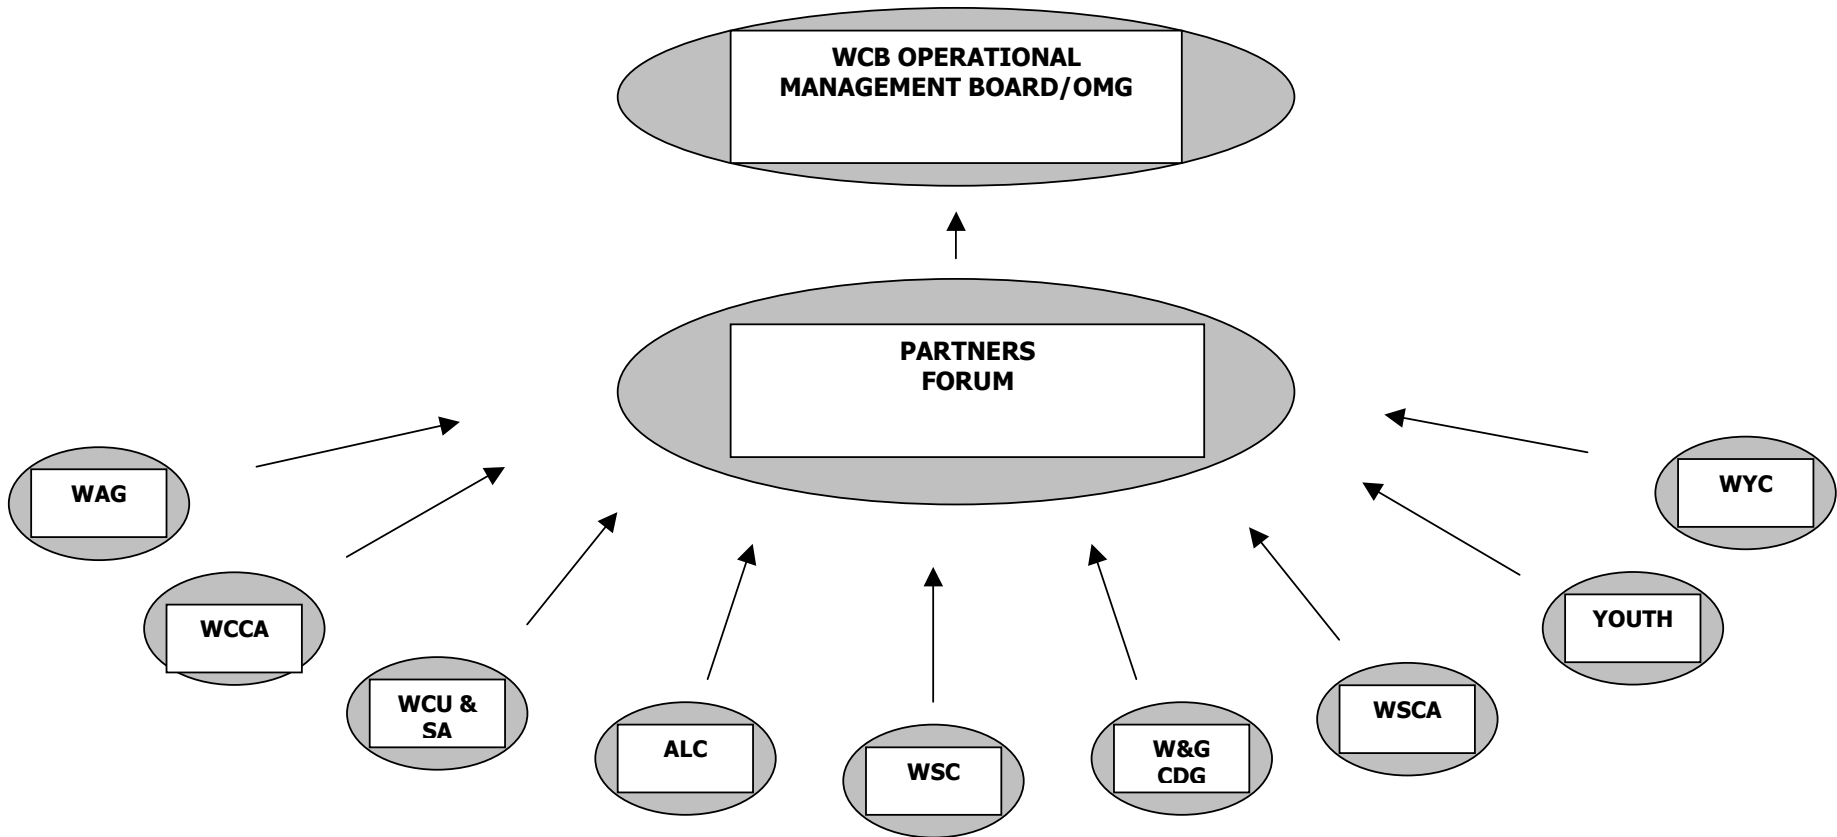 WCB OPERATIONAL
MANAGEMENT BOARD/OMG
PARTNERS
FORUM
WAG
WCCA
WCU &
SA
ALC
WSC
W&G
CDG
WSCA
YOUTH
WYC